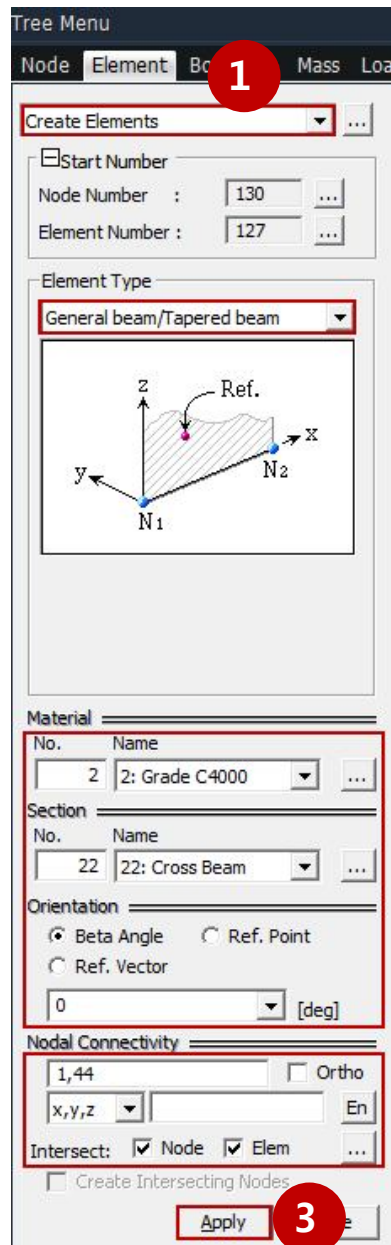 Tree Menu
Node Element Bo 1 Mass Loa
Create Elements ...
Start Number
Node Number : 130 ...
Element Number : 127 ...
Element Type
General beam/Tapered beam
z Ref.
x
y N2
N1
Material
No. Name
2 2: Grade C4000 ...
Section
No. Name
22 22: Cross Beam ...
Orientation
Beta Angle Ref. Point
Ref. Vector
0 [deg]
Nodal Connectivity
1,44 Ortho
x,y,z En
Intersect: Node Elem ...
Create Intersecting Nodes
Apply 3 e